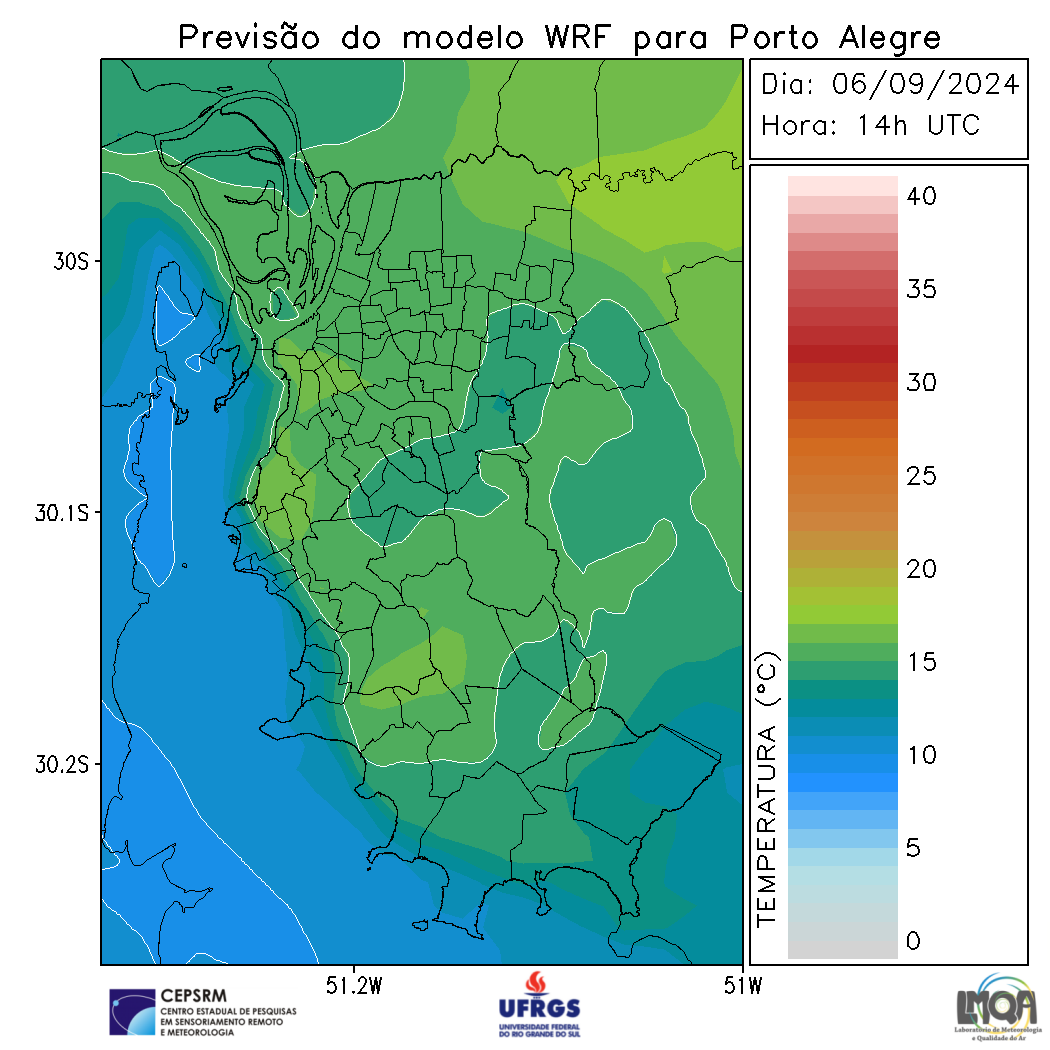 Previsão do modelo WRF para Porto Alegre
Dia: 06/09/2024
Hora: 14h UTC
40
35
30
25
20
15
10
5
0
TEMPERATURA (°C)
30S
30.1S
30.2S
51.2W
51W
CEPSRM
CENTRO ESTADUAL DE PESQUISAS
EM SENSORIAMENTO REMOTO
E METEOROLOGIA
UFRGS
UNIVERSIDADE FEDERAL
DO RIO GRANDE DO SUL
LMQA
Laboratório de Meteorologia
e Qualidade do Ar